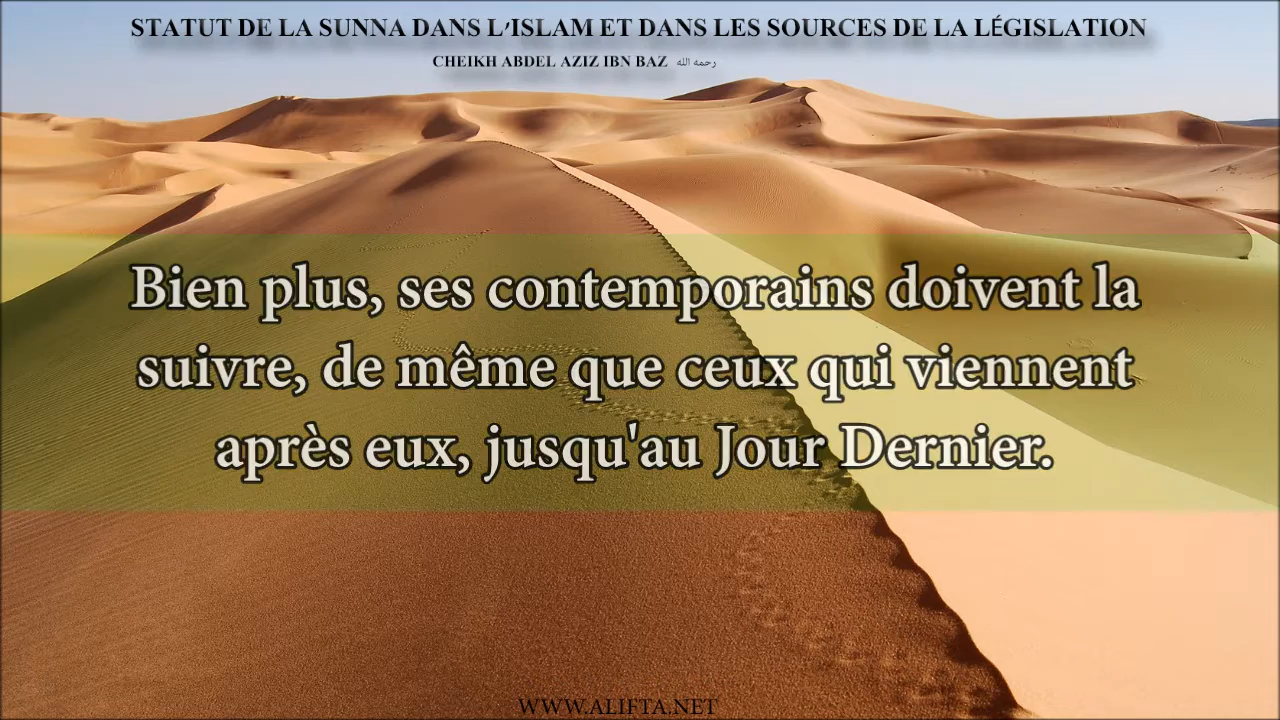 STATUT DE LA SUNNA DANS L'ISLAM ET DANS LES SOURCES DE LA LÉGISLATION
CHEIKH ABDEL AZIZ IBN BAZ رحمه الله
Bien plus, ses contemporains doivent la
suivre, de même que ceux qui viennent
après eux, jusqu'au Jour Dernier.
WWW.ALIFTA.NET